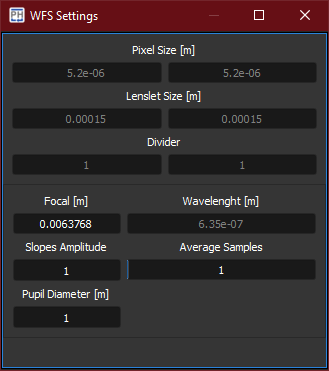 PH WFS Settings
Pixel Size [m]
5.2e-06 5.2e-06
Lenslet Size [m]
0.00015 0.00015
Divider
1 1
Focal [m] Wavelenght [m]
0.0063768 6.35e-07
Slopes Amplitude Average Samples
1 1
Pupil Diameter [m]
1